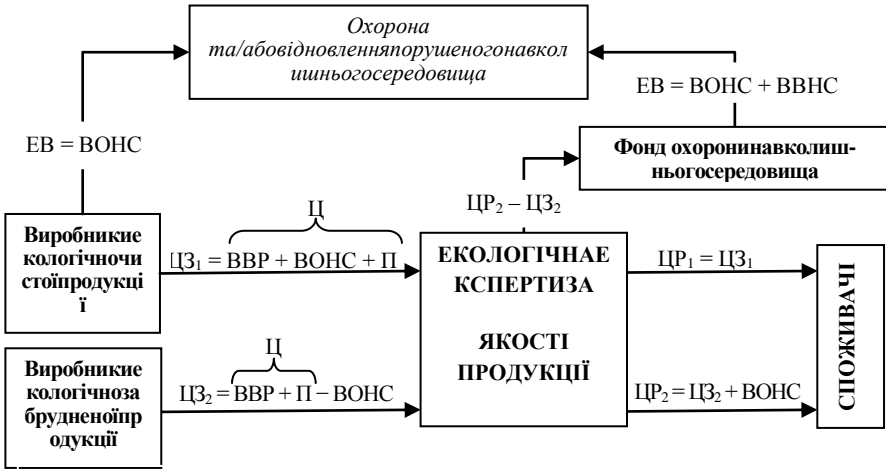 Охорона
та/абовідновленняпорушеногонавкол
ишньогосередовища
ЕВ = ВОНС
ЕВ = ВОНС + ВВНС
Фонд охоронинавколиш-
ньогосередовища
ЦР₂ – ЦЗ₂
Виробникие
кологічночи
стоїпродукці
ї
Ц
ЦЗ₁ = ВВР + ВОНС + П
ЕКОЛОГІЧНАЕ
КСПЕРТИЗА
ЯКОСТІ
ПРОДУКЦІЇ
ЦР₁ = ЦЗ₁
СПОЖИВАЧІ
Виробникие
кологічноза
брудненоїпр
одукції
Ц
ЦЗ₂ = ВВР + П – ВОНС
ЦР₂ = ЦЗ₂ + ВОНС